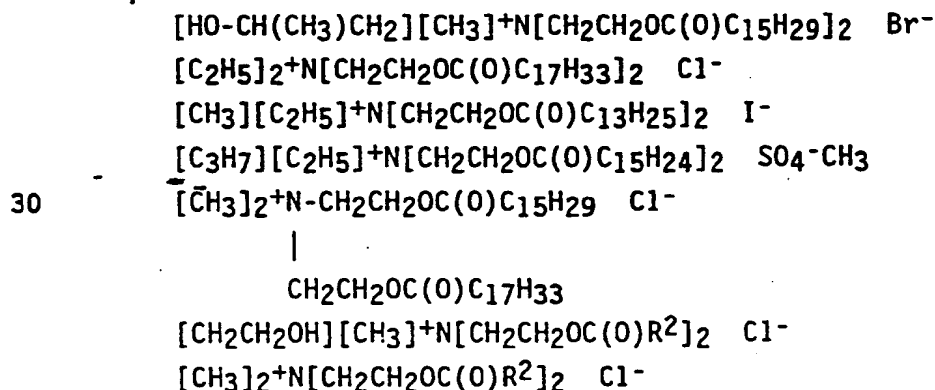 [HO-CH(CH3)CH2][CH3]+N[CH2CH2OC(O)C15H29]2 Br-
[C2H5]2+N[CH2CH2OC(O)C17H33]2 Cl-
[CH3][C2H5]+N[CH2CH2OC(O)C13H25]2 I-
[C3H7][C2H5]+N[CH2CH2OC(O)C15H24]2 SO4-CH3
30 [CH3]2+N-CH2CH2OC(O)C15H29 Cl-
|
CH2CH2OC(O)C17H33
[CH2CH2OH][CH3]+N[CH2CH2OC(O)R2]2 Cl-
[CH3]2+N[CH2CH2OC(O)R2]2 Cl-